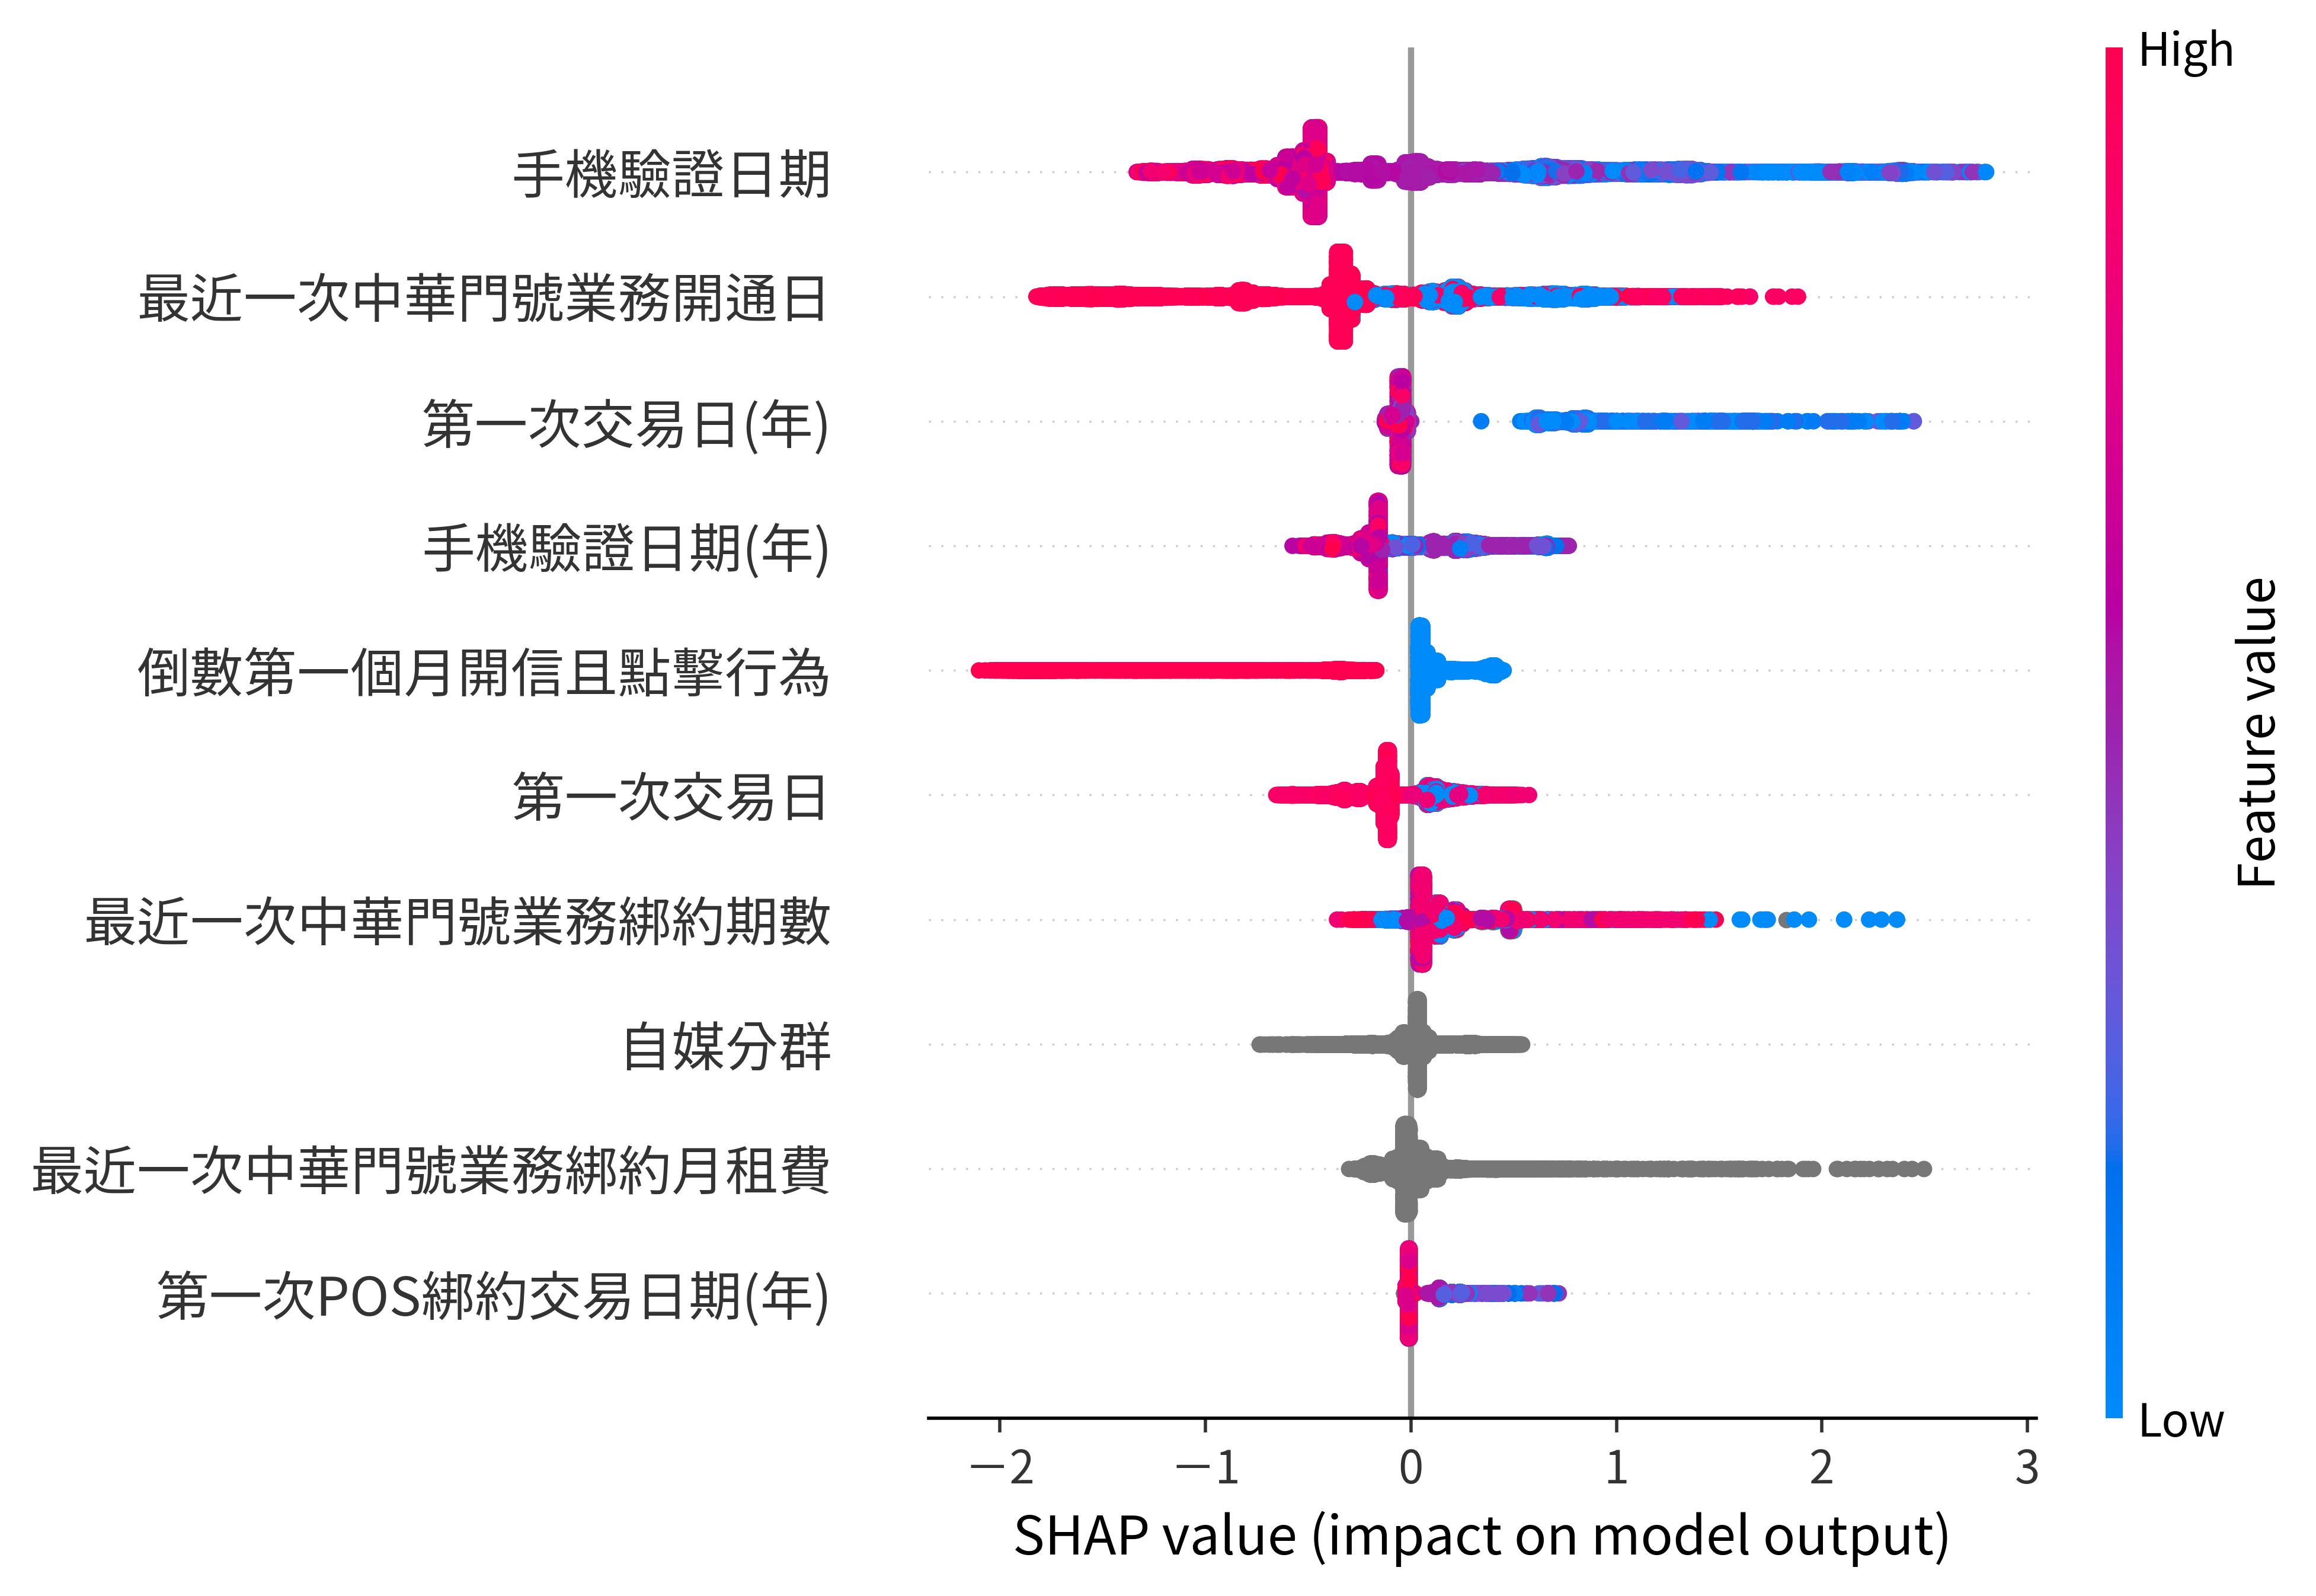 High
手機驗證日期
最近一次中華門號業務開通日
第一次交易日(年)
手機驗證日期(年)
倒數第一個月開信且點擊行為
第一次交易日
最近一次中華門號業務綁約期數
自媒分群
最近一次中華門號業務綁約月租費
第一次POS綁約交易日期(年)
Feature value
Low
−2 −1 0 1 2 3
SHAP value (impact on model output)